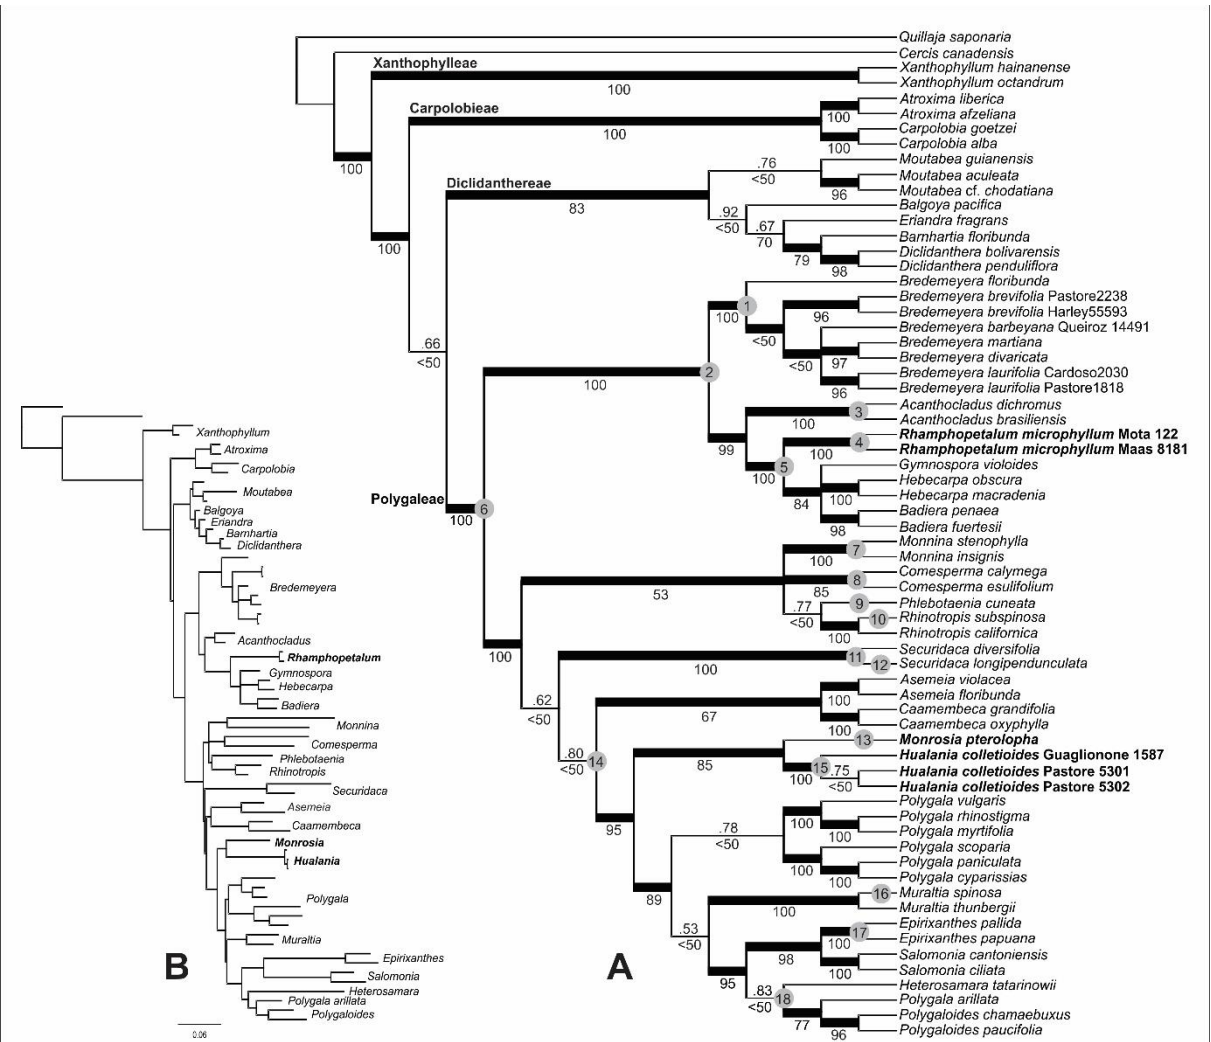 Quillaja saponaria
Cercis canadensis
Xanthophylleae
Xanthophyllum hainanense
100
Xanthophyllum octandrum
Carpolobieae
Atroxima liberica
100
Atroxima afzeliana
100
Carpolobia goetzei
100
Carpolobia alba
100
.76
<50
Moutabea guianensis
Moutabea aculeata
96
Moutabea cf. chodatiana
Diclidanthereae
83
.92
<50
Balgoya pacifica
.67
70
Eriandra fragrans
79
Barnhartia floribunda
Diclidanthera bolivarensis
98
Diclidanthera penduliflora
100
Bredemeyera floribunda
1
100
Bredemeyera brevifolia Pastore2238
96
Bredemeyera brevifolia Harley55593
<50
Bredemeyera barbeyana Queiroz 14491
Bredemeyera martiana
97
Bredemeyera divaricata
<50
Bredemeyera laurifolia Cardoso2030
96
Bredemeyera laurifolia Pastore1818
.66
<50
2
100
Acanthocladus dichromus
3
100
Acanthocladus brasiliensis
99
Rhamphopetalum microphyllum Mota 122
4
100
Rhamphopetalum microphyllum Maas 8181
5
100
Gymnospora violoides
Hebecarpa obscura
100
Hebecarpa macradenia
84
Badiera penaea
98
Badiera fuertesii
Polygaleae
6
100
Monnina stenophylla
7
100
Monnina insignis
Comesperma calymega
8
85
Comesperma esulifolium
53
.77
<50
9
Phlebotaenia cuneata
10
Rhinotropis subspinosa
100
Rhinotropis californica
100
Securidaca diversifolia
11
100
12
Securidaca longipendunculata
.62
<50
Asemeia violacea
100
Asemeia floribunda
67
Caamembeca grandifolia
100
Caamembeca oxyphylla
.80
<50
14
13
Monrosia pterolopha
85
15
100
Hualania colletioides Guaglionone 1587
.75
<50
Hualania colletioides Pastore 5301
Hualania colletioides Pastore 5302
95
Polygala vulgaris
100
Polygala rhinostigma
100
Polygala myrtifolia
.78
<50
Polygala scoparia
100
Polygala paniculata
100
Polygala cyparissias
89
16
Muraltia spinosa
100
Muraltia thunbergii
.53
<50
Epirixanthes pallida
17
100
Epirixanthes papuana
98
Salomonia cantoniensis
100
Salomonia ciliata
95
.83
<50
18
Heterosamara tatarinowii
Polygala arillata
77
Polygaloides chamaebuxus
96
Polygaloides paucifolia
A
Xanthophyllum
Atroxima
Carpolobia
Moutabea
Balgoya
Eriandra
Barnhartia
Diclidanthera
Bredemeyera
Acanthocladus
Rhamphopetalum
Gymnospora
Hebecarpa
Badiera
Monnina
Comesperma
Phlebotaenia
Rhinotropis
Securidaca
Asemeia
Caamembeca
Monrosia
Hualania
Polygala
Muraltia
Epirixanthes
Salomonia
Heterosamara
Polygala arillata
Polygaloides
B
0.06